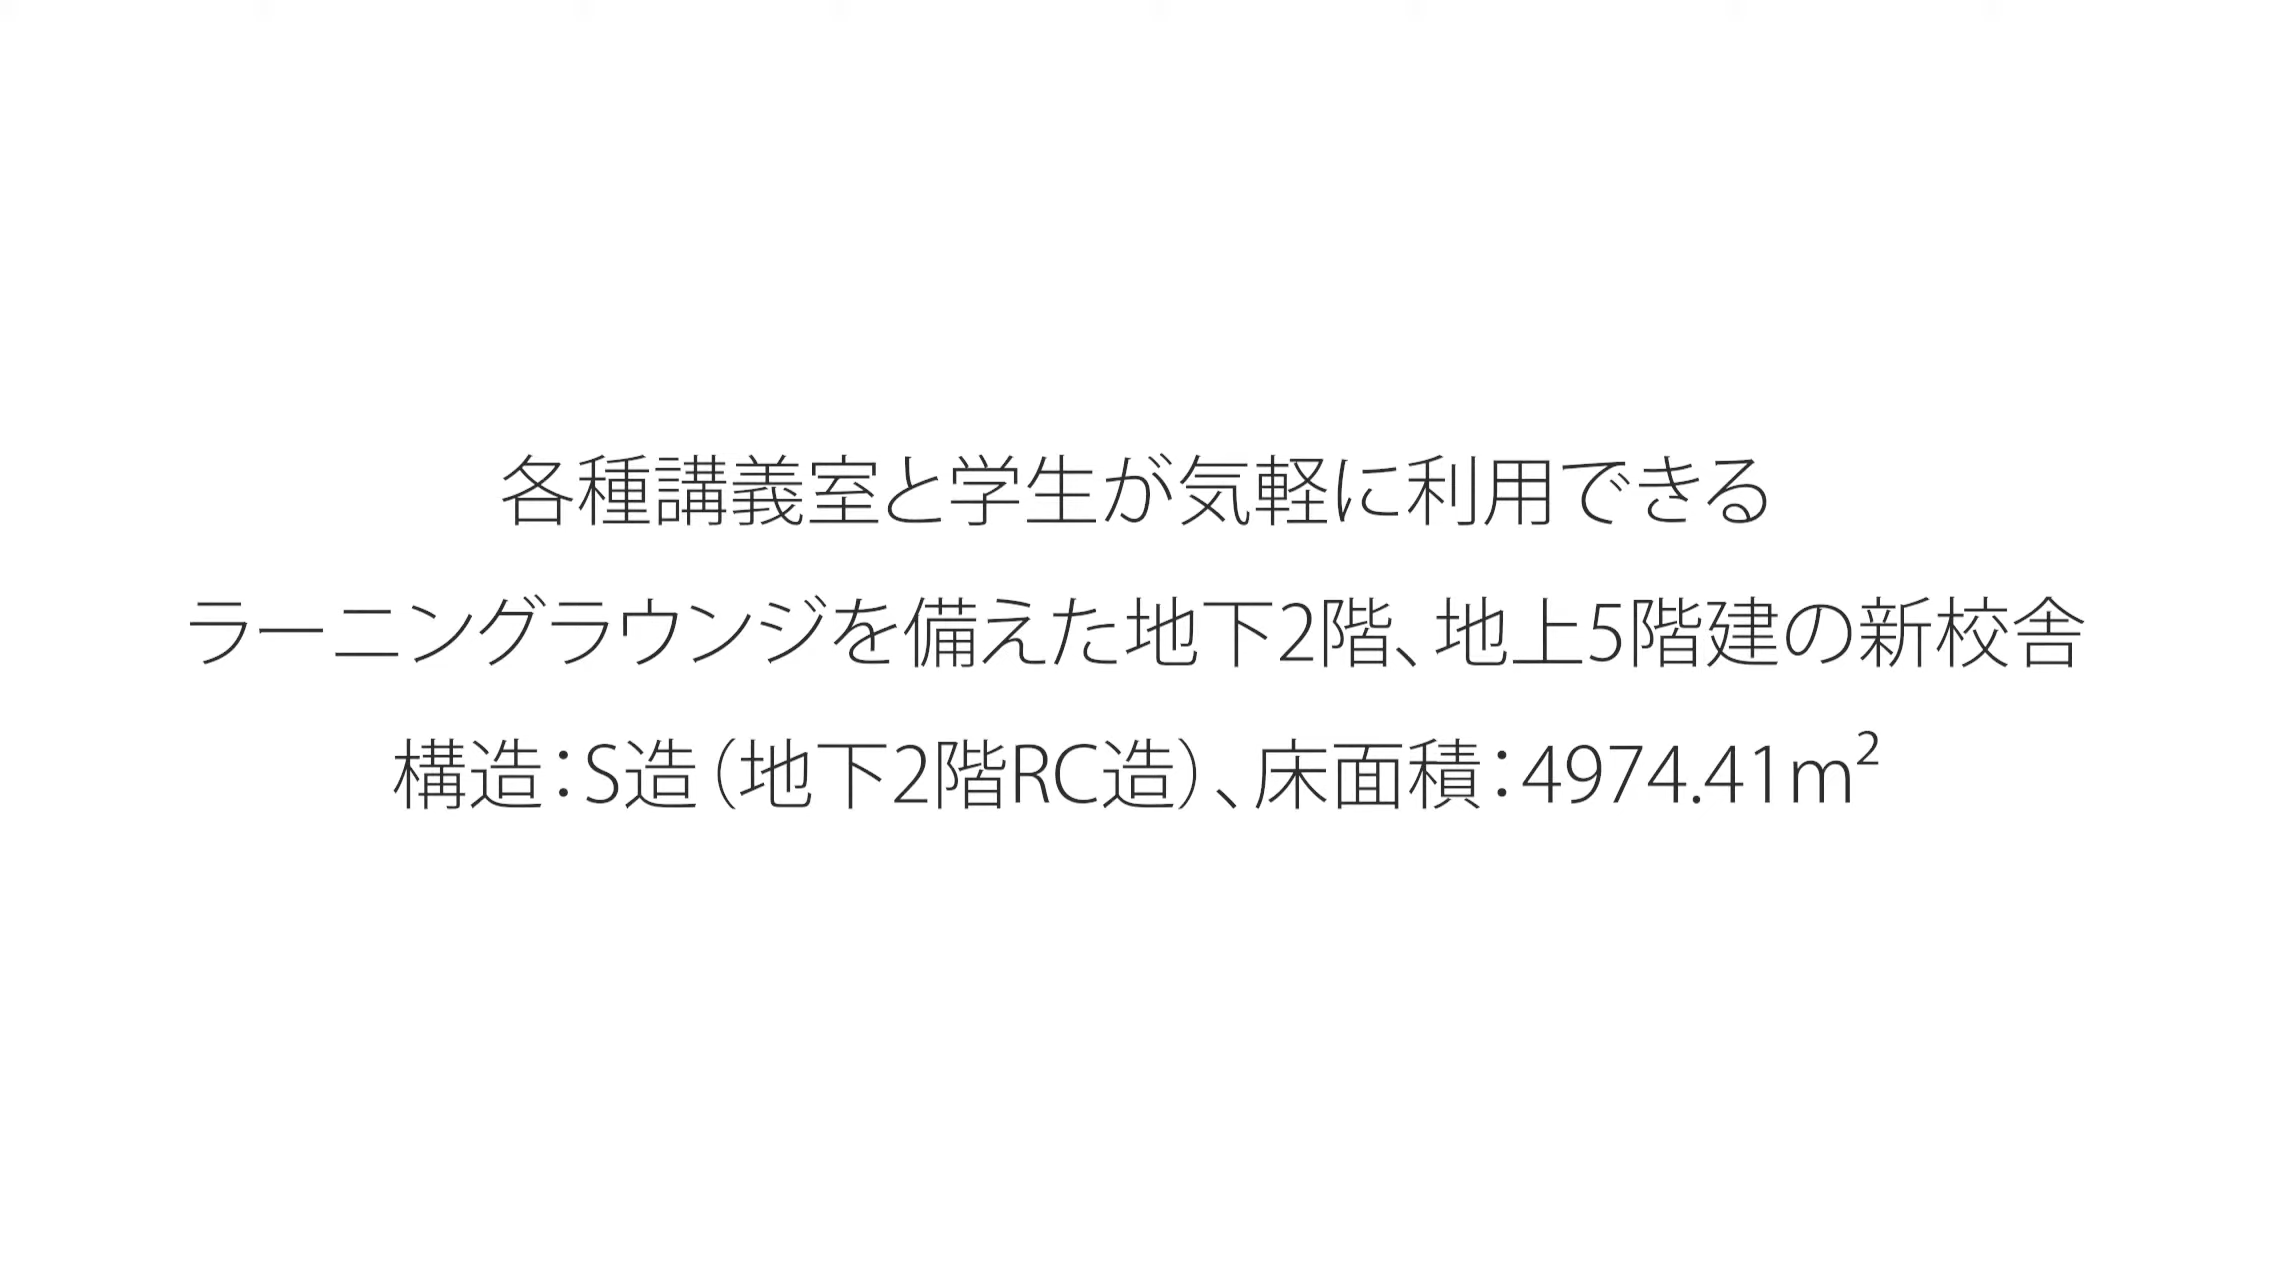 各種講義室と学生が気軽に利用できる
ラーニングラウンジを備えた地下2階、地上5階建の新校舎
構造：S造（地下2階RC造）、床面積：4974.41m²